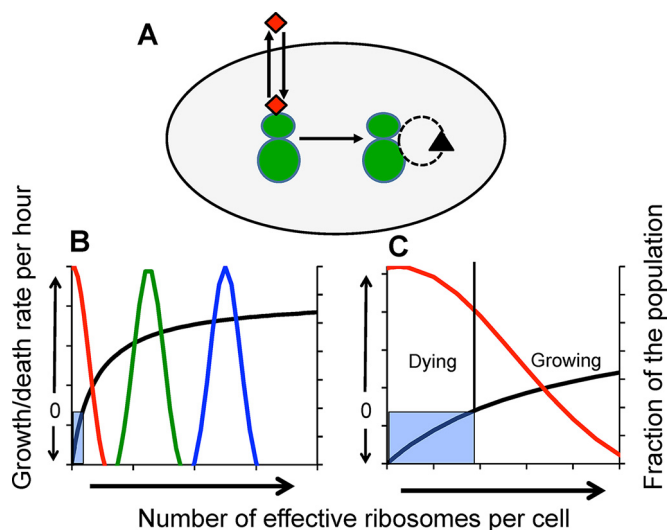 A
B
C
Growth/death rate per hour
0
Dying
Growing
0
Fraction of the population
Number of effective ribosomes per cell